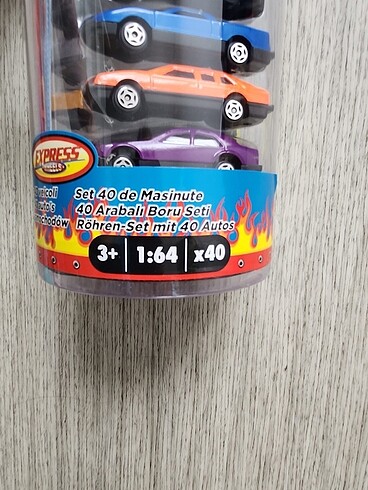 EXPRESS
WHEELS
Set 40 de Masinute
40 Arabalı Boru Seti
Röhren-Set mit 40 Autos
3+ 1:64 x40